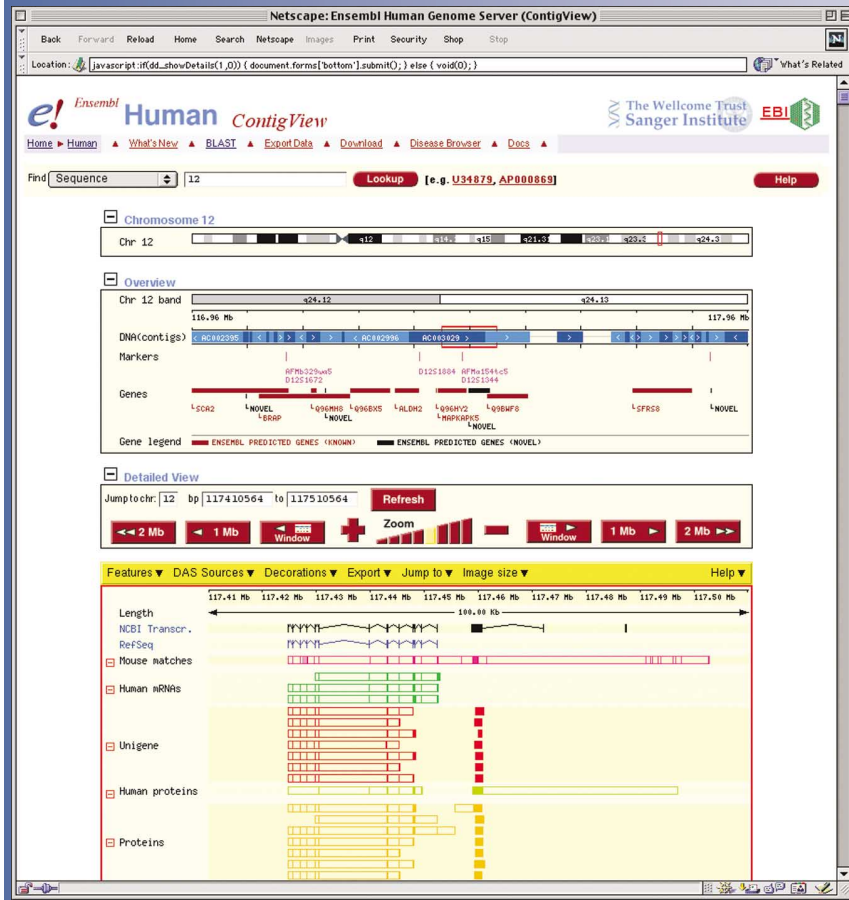 Netscape: Ensembl Human Genome Server (ContigView)
Back Forward Reload Home Search Netscape Images Print Security Shop Stop
Location: javascript:if(dd_showDetails(1,0)) { document.forms['bottom'].submit(); } else { void(0); } What's Related
e! Ensembl Human ContigView The Wellcome Trust Sanger Institute EBI
Home Human What's New BLAST Export Data Download Disease Browser Docs
Find Sequence 12 Lookup [e.g. U34879, AP000869] Help
Chromosome 12
Chr 12 q12 q15 q24.3
Overview
Chr 12 band q24.12 q24.13
116.96 Mb 117.96 Mb
DNA(contigs) < AC002395 < > > < > < AC002996 AC003029 >
Markers
AFMb329wa5 D12S1884 AFMa154tc5
D12S1672 D12S1344
Genes
SCA2 NOVEL Q96MH8 Q96BX5 ALDH2 Q96HY2 Q9BWF8 SFRS8 NOVEL
BRAP NOVEL MAPKAPK5
NOVEL
Gene legend ENSEMBL PREDICTED GENES (KNOWN) ENSEMBL PREDICTED GENES (NOVEL)
Detailed View
Jump to chr: 12 bp 117410564 to 117510564 Refresh
2 Mb 1 Mb Window Zoom Window 1 Mb 2 Mb
Features DAS Sources Decorations Export Jump to Image size Help
117.41 Mb 117.42 Mb 117.43 Mb 117.44 Mb 117.45 Mb 117.46 Mb 117.47 Mb 117.48 Mb 117.49 Mb 117.50 Mb
Length 100.00 Kb
NCBI Transcr.
RefSeq
Mouse matches
Human mRNAs
Unigene
Human proteins
Proteins